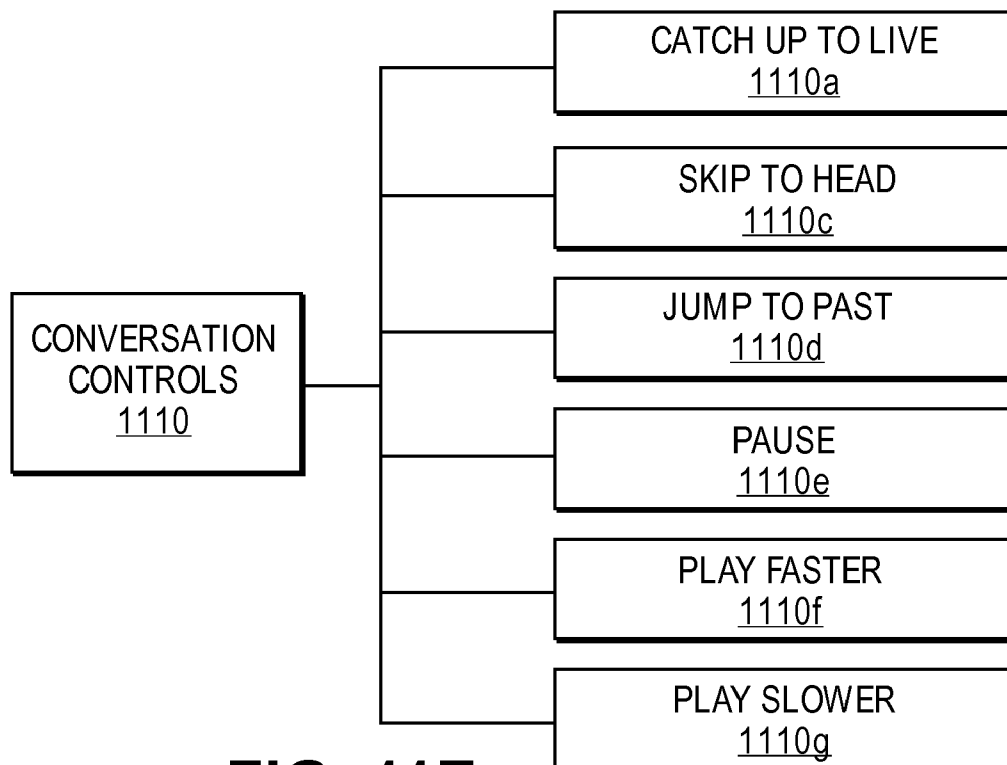 CATCH UP TO LIVE
1110a
SKIP TO HEAD
1110c
JUMP TO PAST
1110d
CONVERSATION
CONTROLS
1110
PAUSE
1110e
PLAY FASTER
1110f
PLAY SLOWER
1110g
FIG.